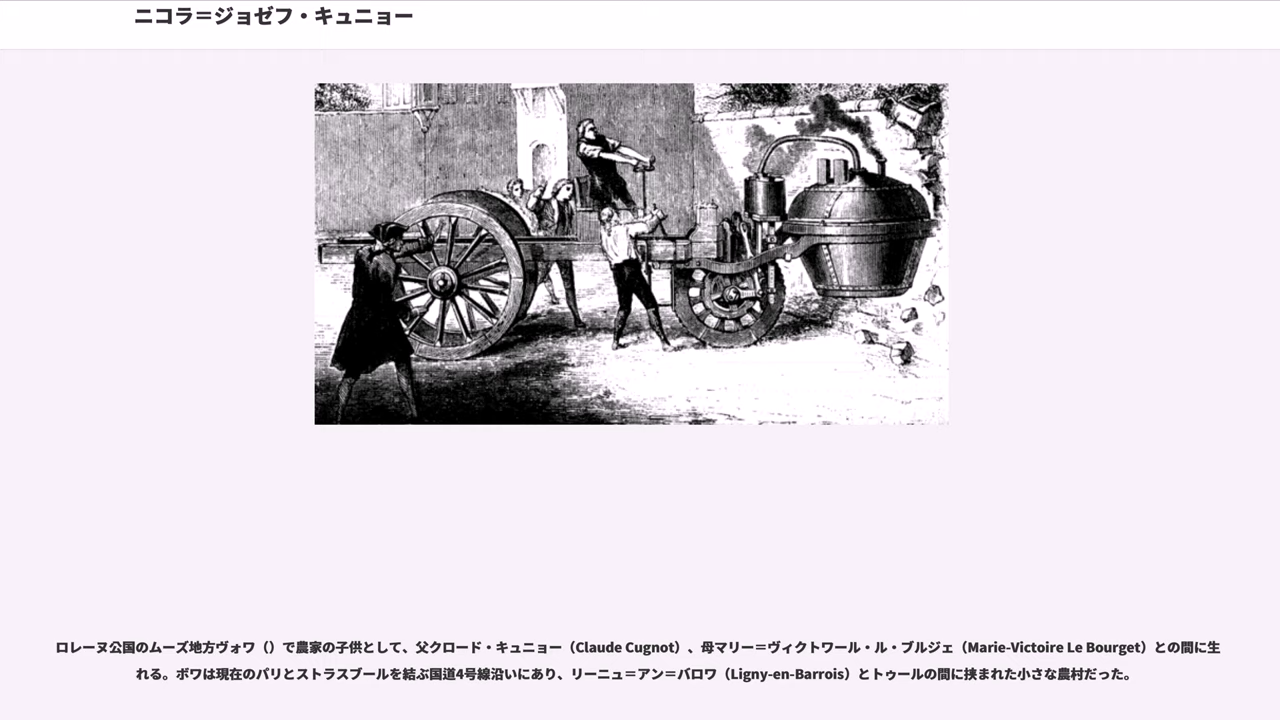 ニコラ＝ジョゼフ・キュニョー
ロレーヌ公国のムーズ地方ヴォワ（）で農家の子供として、父クロード・キュニョー（Claude Cugnot）、母マリー＝ヴィクトワール・ル・ブルジェ（Marie-Victoire Le Bourget）との間に生
れる。ボワは現在のパリとストラスブールを結ぶ国道4号線沿いにあり、リーニュ＝アン＝バロワ（Ligny-en-Barrois）とトゥールの間に挟まれた小さな農村だった。